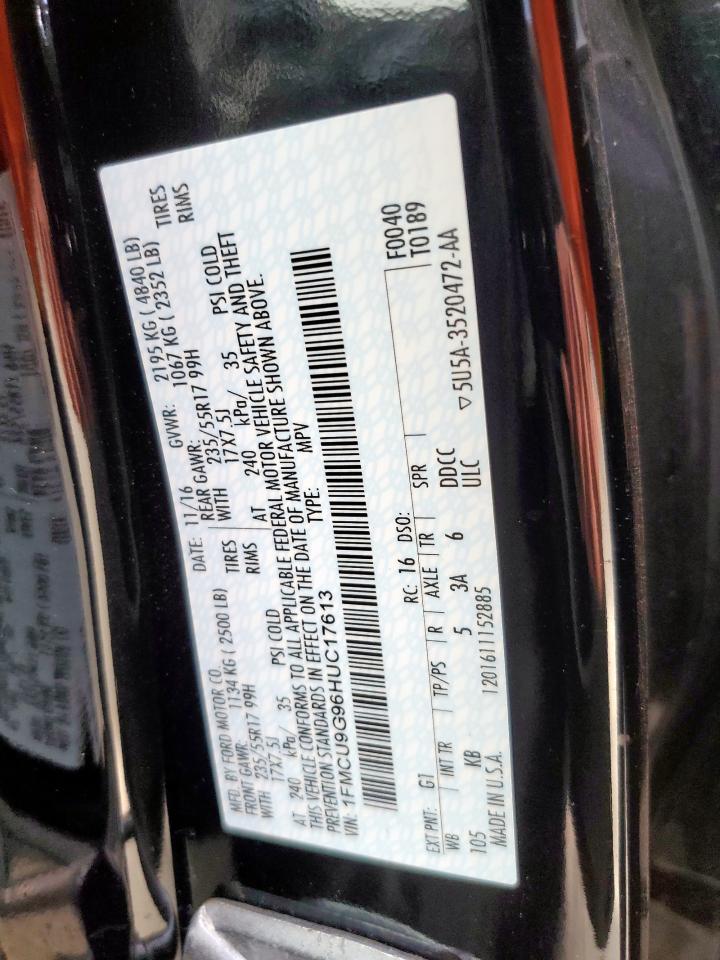 MFD. BY FORD MOTOR CO. DATE: 11/16 GVWR: 2195 KG ( 4840 LB)
FRONT GAWR: 1134 KG ( 2500 LB) REAR GAWR: 1067 KG ( 2352 LB)
WITH 235/55R17 99H TIRES WITH 235/55R17 99H TIRES
17X7.5J RIMS 17X7.5J RIMS
AT 240 kPa/ 35 PSI COLD AT 240 kPa/ 35 PSI COLD
THIS VEHICLE CONFORMS TO ALL APPLICABLE FEDERAL MOTOR VEHICLE SAFETY AND THEFT
PREVENTION STANDARDS IN EFFECT ON THE DATE OF MANUFACTURE SHOWN ABOVE.
VIN: 1FMCU9G96HUC17613 TYPE: MPV
F0040
T0189
EXT PNT: G1 RC: 16 DSO:
WB INT TR TP/PS R AXLE TR SPR
105 KB 5 3A 6 DDCC
ULC
MADE IN U.S.A. 1201611152885 ▽5U5A-3520472-AA